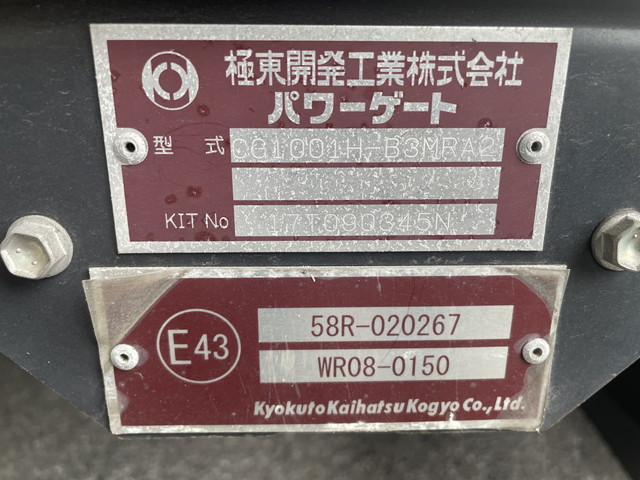 極東開発工業株式会社
パワーゲート
型 式 CG1001H-B3MRA2
KIT No 17T090345N
E43
58R-020267
WR08-0150
Kyokuto Kaihatsu Kogyo Co., Ltd.